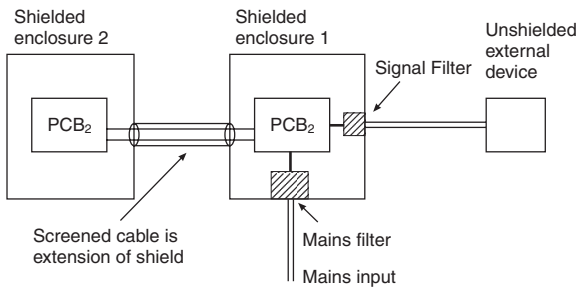 Shielded
enclosure 2
Shielded
enclosure 1
Unshielded
external
device
Signal Filter
PCB₂
PCB₂
Screened cable is
extension of shield
Mains filter
Mains input